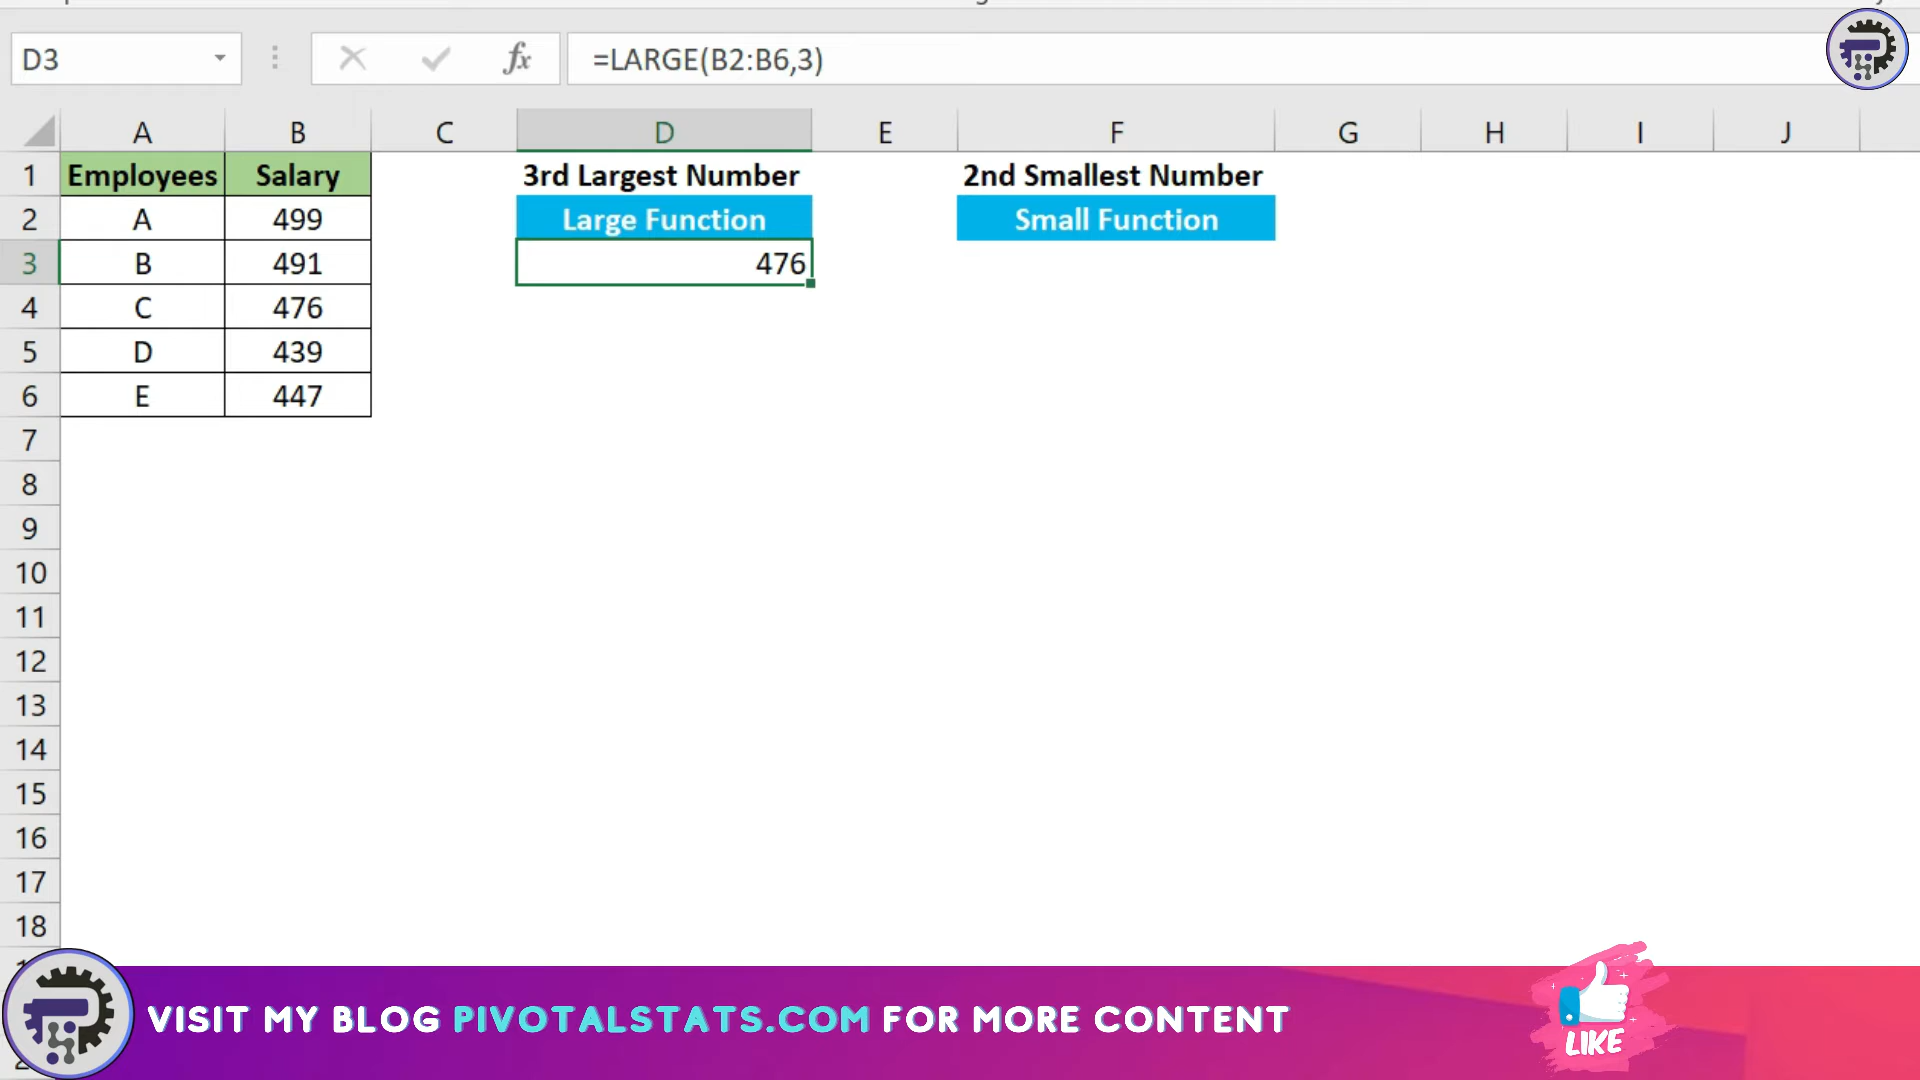 D3
fx
=LARGE(B2:B6,3)
A B C D E F G H I J
1 Employees Salary 3rd Largest Number 2nd Smallest Number
2 A 499 Large Function Small Function
3 B 491 476
4 C 476
5 D 439
6 E 447
7
8
9
10
11
12
13
14
15
16
17
18
VISIT MY BLOG PIVOTALSTATS.COM FOR MORE CONTENT
LIKE